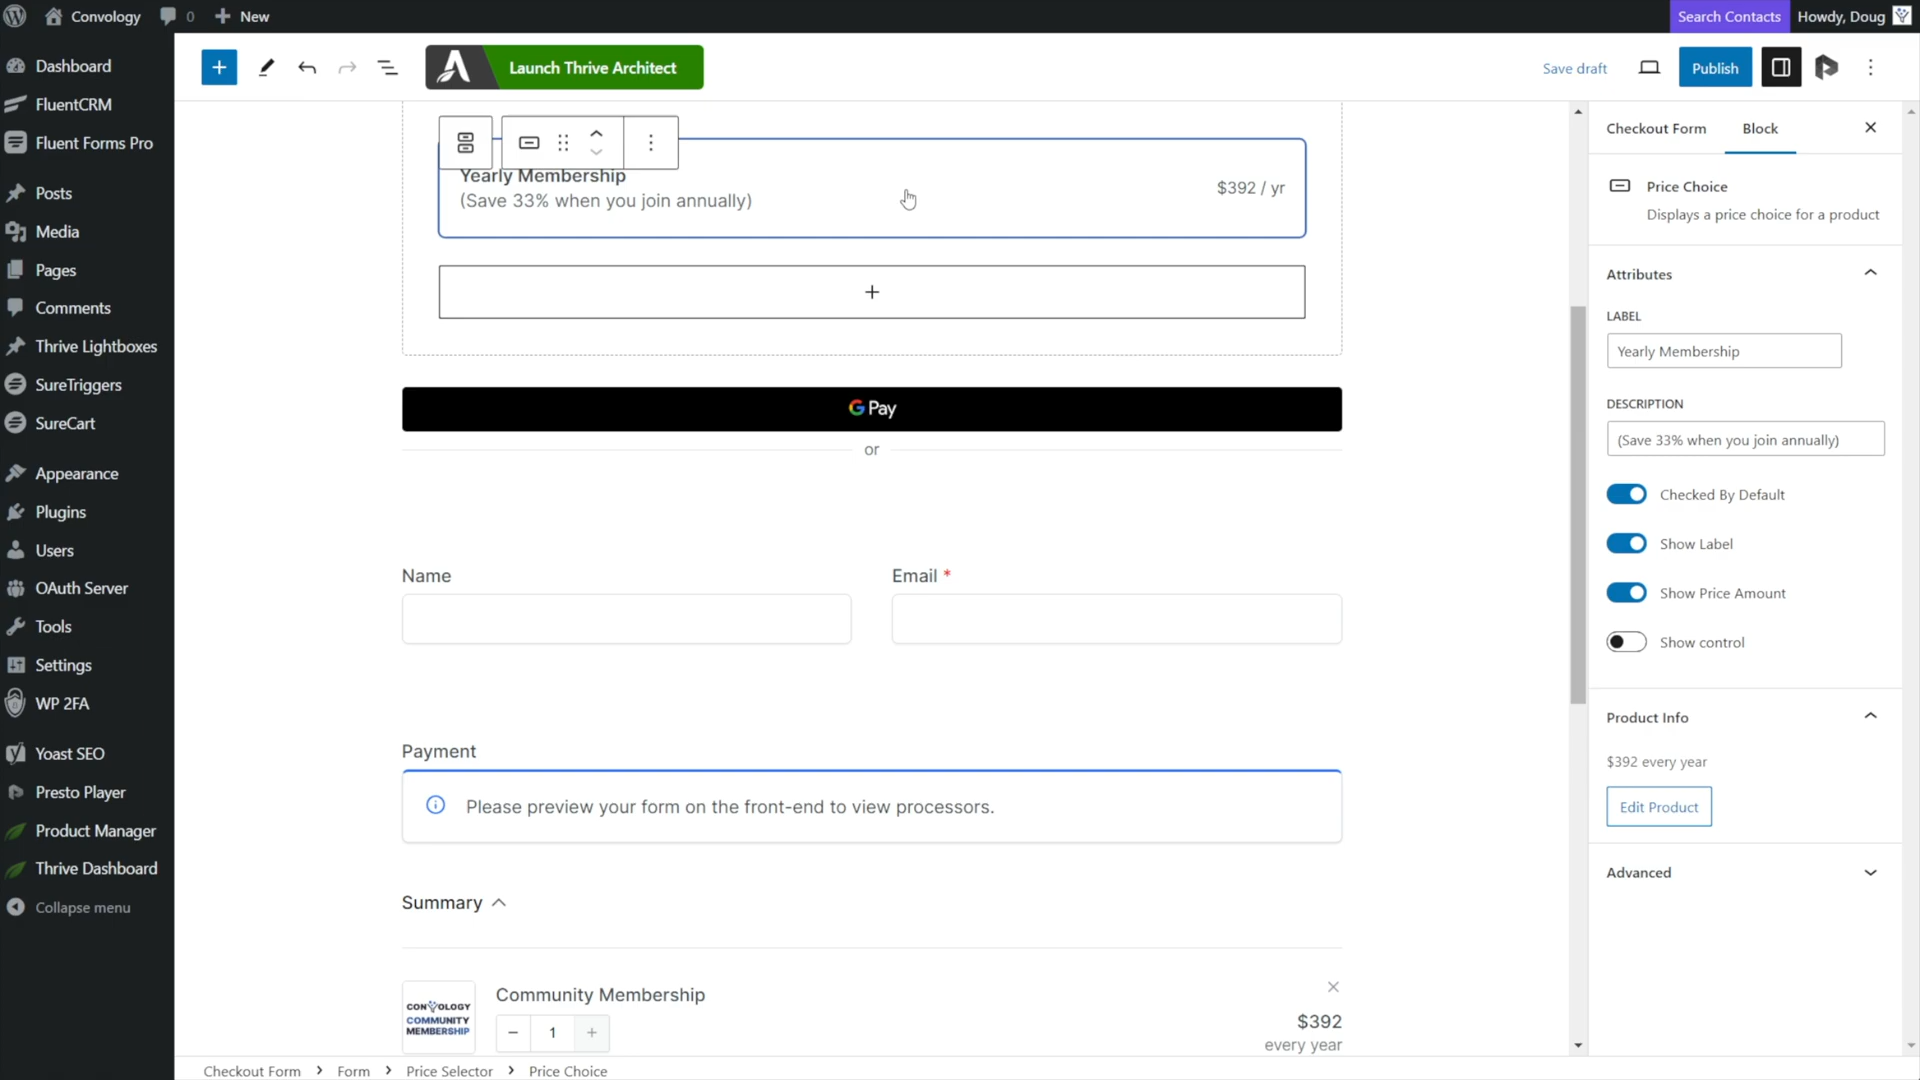 Convology
0
New
Search Contacts
Howdy, Doug
Dashboard
FluentCRM
Fluent Forms Pro
Posts
Media
Pages
Comments
Thrive Lightboxes
SureTriggers
SureCart
Appearance
Plugins
Users
OAuth Server
Tools
Settings
WP 2FA
Yoast SEO
Presto Player
Product Manager
Thrive Dashboard
Collapse menu
Launch Thrive Architect
Save draft
Publish
Yearly Membership
(Save 33% when you join annually)
$392 / yr
G Pay
or
Name
Email *
Payment
Please preview your form on the front-end to view processors.
Summary
CONVOLOGY
COMMUNITY
MEMBERSHIP
Community Membership
1
$392
every year
Checkout Form
Form
Price Selector
Price Choice
Checkout Form
Block
Price Choice
Displays a price choice for a product
Attributes
LABEL
Yearly Membership
DESCRIPTION
(Save 33% when you join annually)
Checked By Default
Show Label
Show Price Amount
Show control
Product Info
$392 every year
Edit Product
Advanced